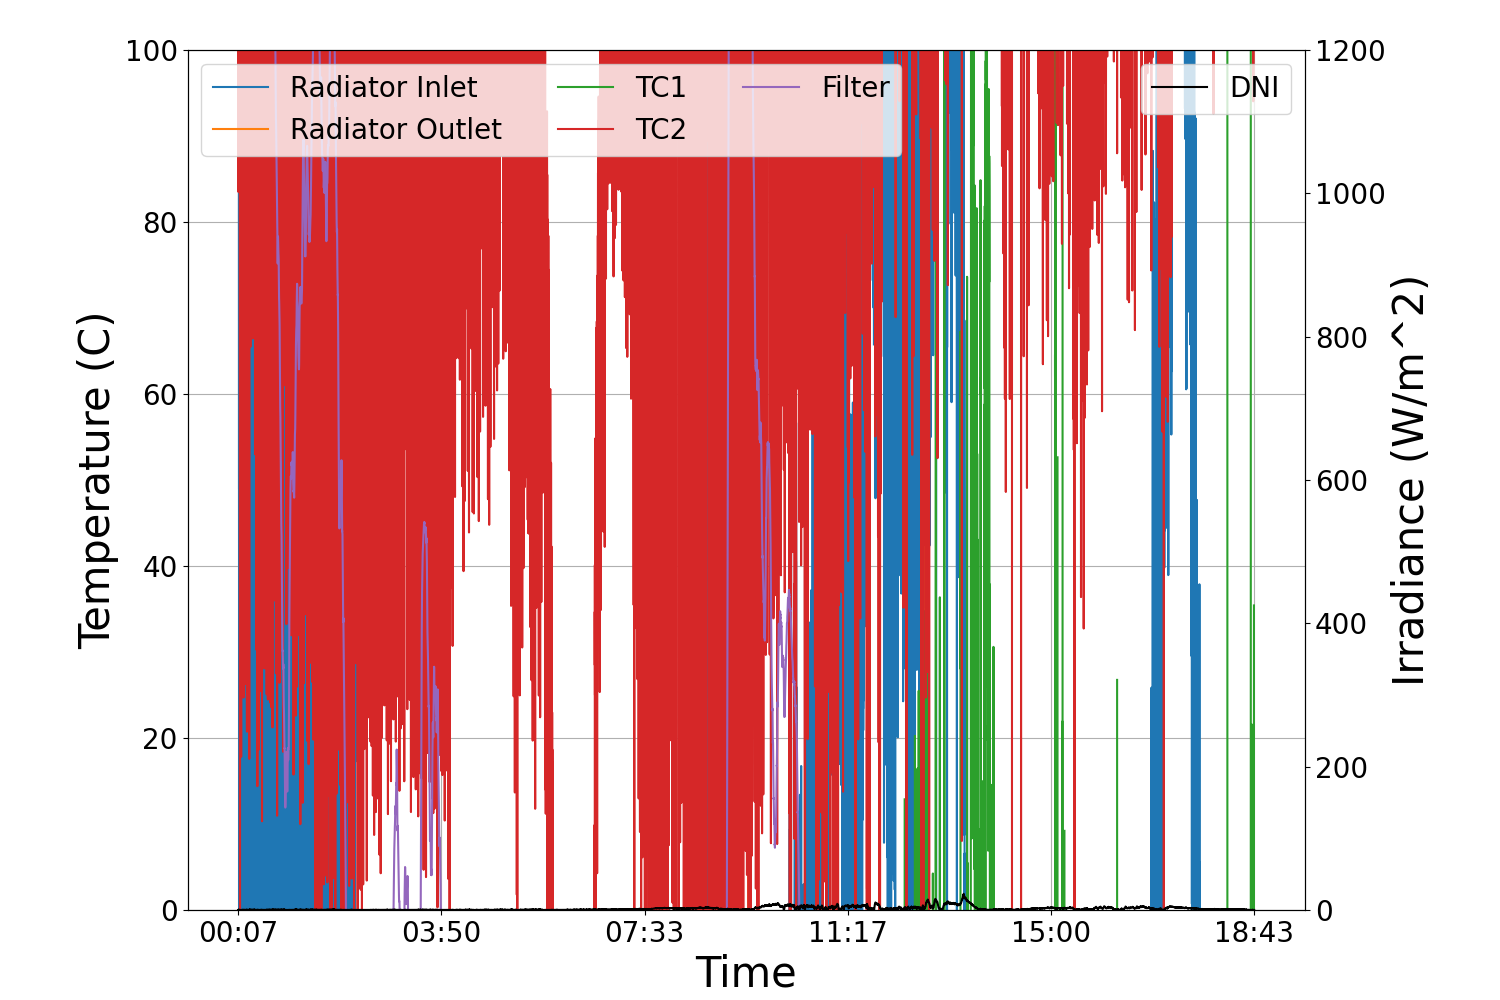 100
80
60
40
20
0
Temperature (C)
Radiator Inlet
Radiator Outlet
TC1
TC2
Filter
DNI
1200
1000
800
600
400
200
0
Irradiance (W/m^2)
00:07 03:50 07:33 11:17 15:00 18:43
Time